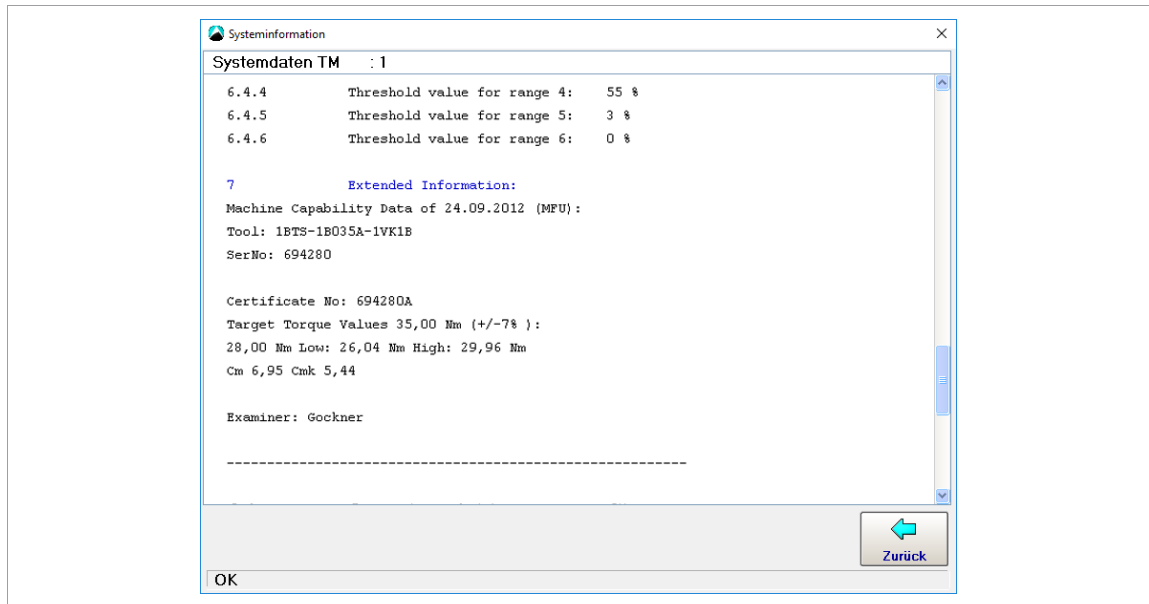 Systeminformation
Systemdaten TM : 1
6.4.4 Threshold value for range 4: 55 %
6.4.5 Threshold value for range 5: 3 %
6.4.6 Threshold value for range 6: 0 %
7 Extended Information:
Machine Capability Data of 24.09.2012 (MFU):
Tool: 1BTS-1B035A-1VK1B
SerNo: 694280
Certificate No: 694280A
Target Torque Values 35,00 Nm (+/-7% ):
28,00 Nm Low: 26,04 Nm High: 29,96 Nm
Cm 6,95 Cmk 5,44
Examiner: Gockner
---------------------------------------------------------
Zurück
OK